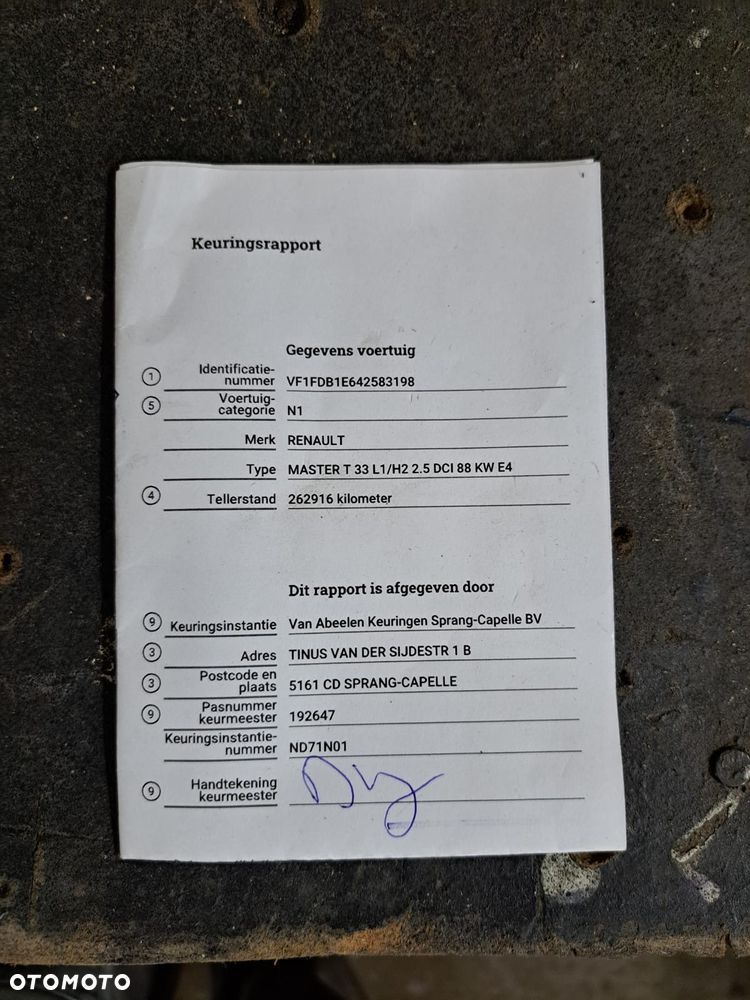 Keuringsrapport
Gegevens voertuig
1 Identificatie-
nummer VF1FDB1E642583198
5 Voertuig-
categorie N1
Merk RENAULT
Type MASTER T 33 L1/H2 2.5 DCI 88 KW E4
4 Tellerstand 262916 kilometer
Dit rapport is afgegeven door
9 Keuringsinstantie Van Abeelen Keuringen Sprang-Capelle BV
3 Adres TINUS VAN DER SIJDESTR 1 B
3 Postcode en
plaats 5161 CD SPRANG-CAPELLE
9 Pasnummer
keurmeester 192647
Keuringsinstantie-
nummer ND71N01
9 Handtekening
keurmeester
OTOMOTO